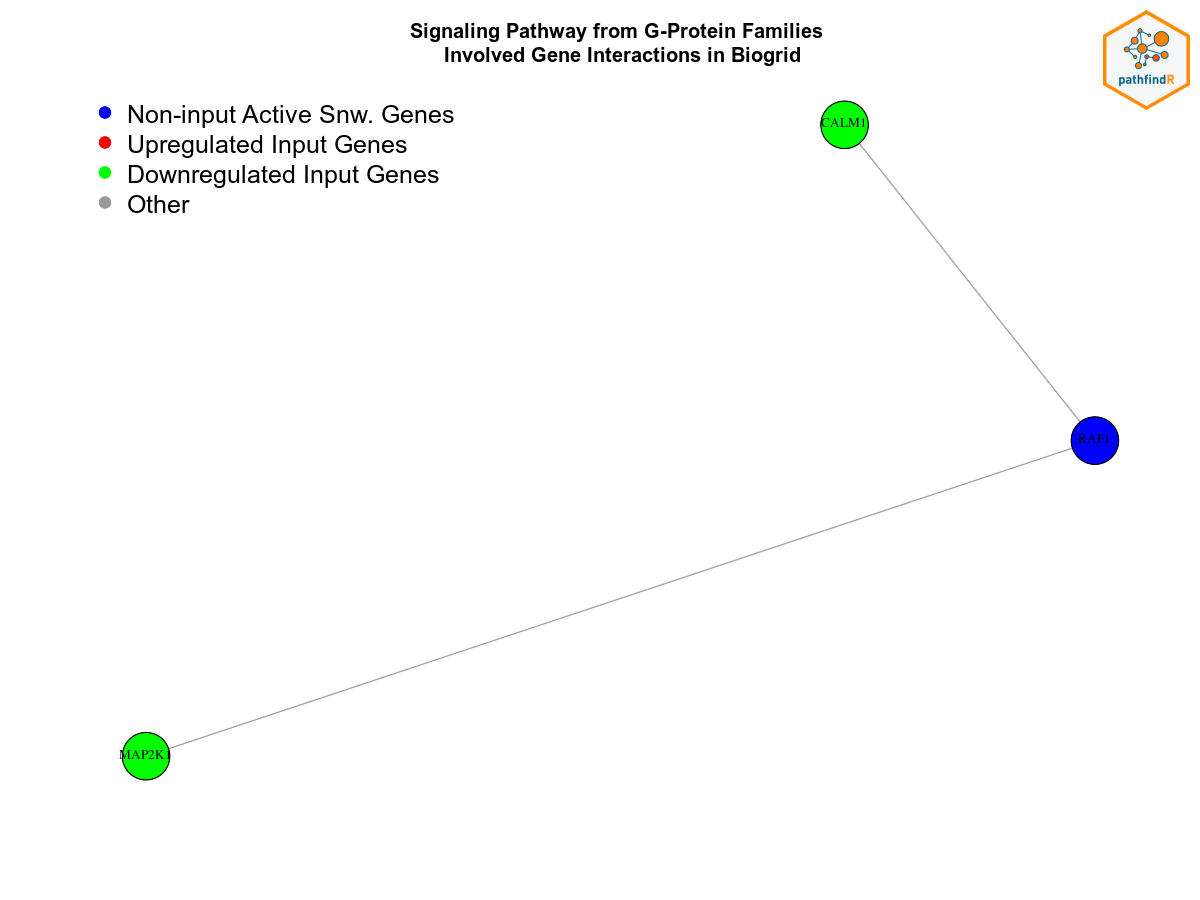 Signaling Pathway from G-Protein Families
Involved Gene Interactions in Biogrid
pathfindR
Non-input Active Snw. Genes
Upregulated Input Genes
Downregulated Input Genes
Other
CALM1
RAF1
MAP2K1